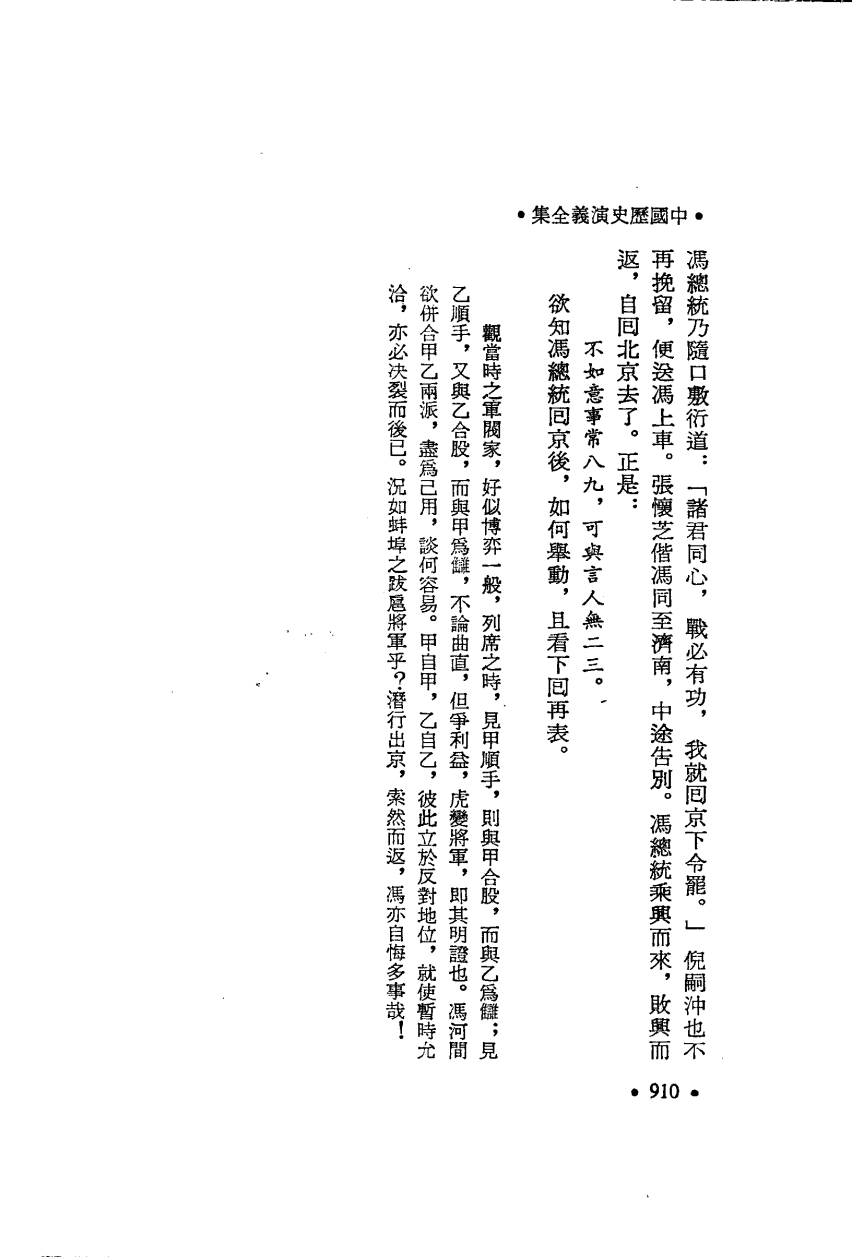 •中國歷史演義全集•
馮總統乃隨口敷衍道：「諸君同心，戰必有功，我就囘京下令罷。」倪嗣沖也不
再挽留，便送馮上車。張懷芝偕馮同至濟南，中途告別。馮總統乘興而來，敗興而
返，自囘北京去了。正是：
不如意事常八九，可與言人無二三。
欲知馮總統囘京後，如何舉動，且看下囘再表。
觀當時之軍閥家，好似博弈一般，列席之時，見甲順手，則與甲合股，而與乙爲讎；見
乙順手，又與乙合股，而與甲爲讎，不論曲直，但爭利益，虎變將軍，即其明證也。馮河間
欲併合甲乙兩派，盡爲己用，談何容易。甲自甲，乙自乙，彼此立於反對地位，就使暫時允
洽，亦必決裂而後已。況如蚌埠之跋扈將軍乎？潛行出京，索然而返，馮亦自悔多事哉！
•910•